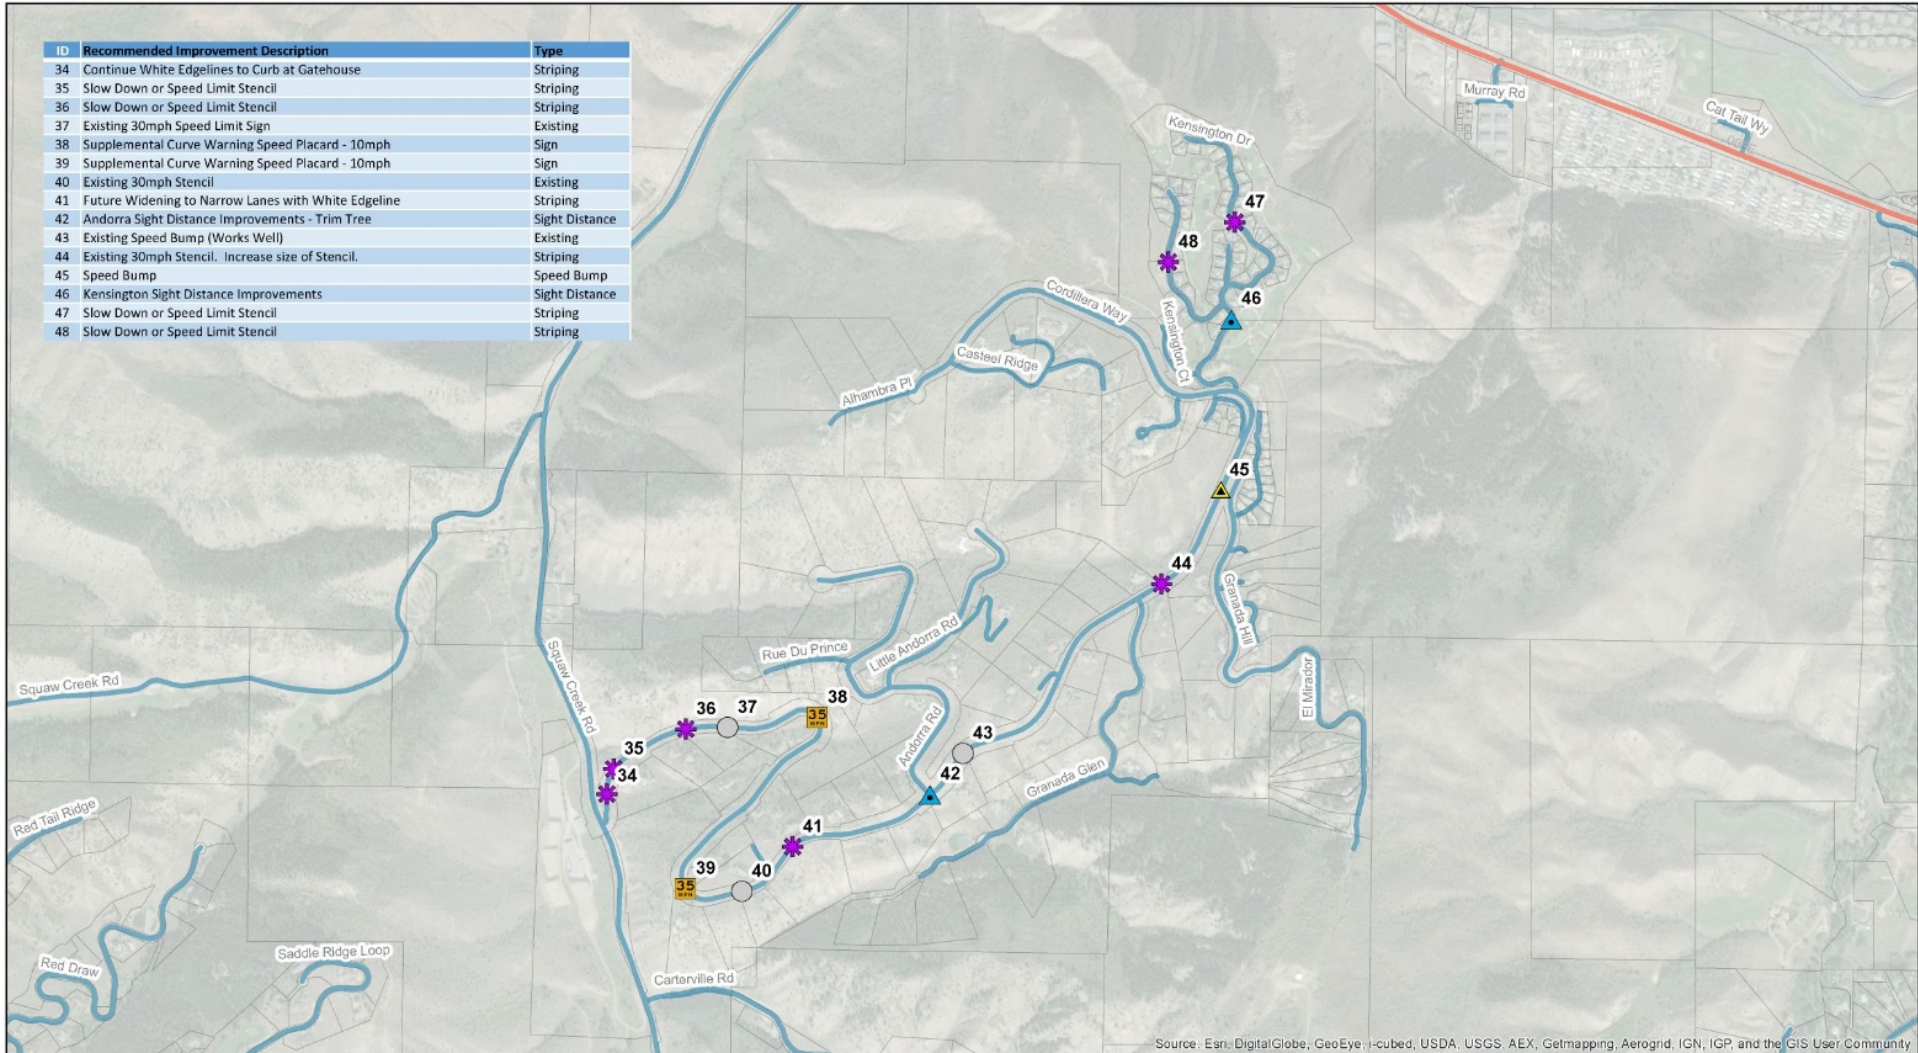 ID Recommended Improvement Description Type
34 Continue White Edgelines to Curb at Gatehouse Striping
35 Slow Down or Speed Limit Stencil Striping
36 Slow Down or Speed Limit Stencil Striping
37 Existing 30mph Speed Limit Sign Existing
38 Supplemental Curve Warning Speed Placard - 10mph Sign
39 Supplemental Curve Warning Speed Placard - 10mph Sign
40 Existing 30mph Stencil Existing
41 Future Widening to Narrow Lanes with White Edgeline Striping
42 Andorra Sight Distance Improvements - Trim Tree Sight Distance
43 Existing Speed Bump (Works Well) Existing
44 Existing 30mph Stencil. Increase size of Stencil. Striping
45 Speed Bump Speed Bump
46 Kensington Sight Distance Improvements Sight Distance
47 Slow Down or Speed Limit Stencil Striping
48 Slow Down or Speed Limit Stencil Striping
Murray Rd
Cat Tail Wy
Kensington Dr
47
48
46
Cordillera Way
Kensington Ct
Casteel Ridge
Alhambra Pl
45
44
Granada Hill
Little Andorra Rd
Rue Du Prince
Squaw Creek Rd
Squaw Creek Rd
El Mirador
38
35
MPH
36
37
Andorra Rd
43
35
34
42
Granada Glen
Red Tail Ridge
41
39
35
MPH
40
Saddle Ridge Loop
Red Draw
Carterville Rd
Source: Esri, DigitalGlobe, GeoEye, i-cubed, USDA, USGS, AEX, Getmapping, Aerogrid, IGN, IGP, and the GIS User Community